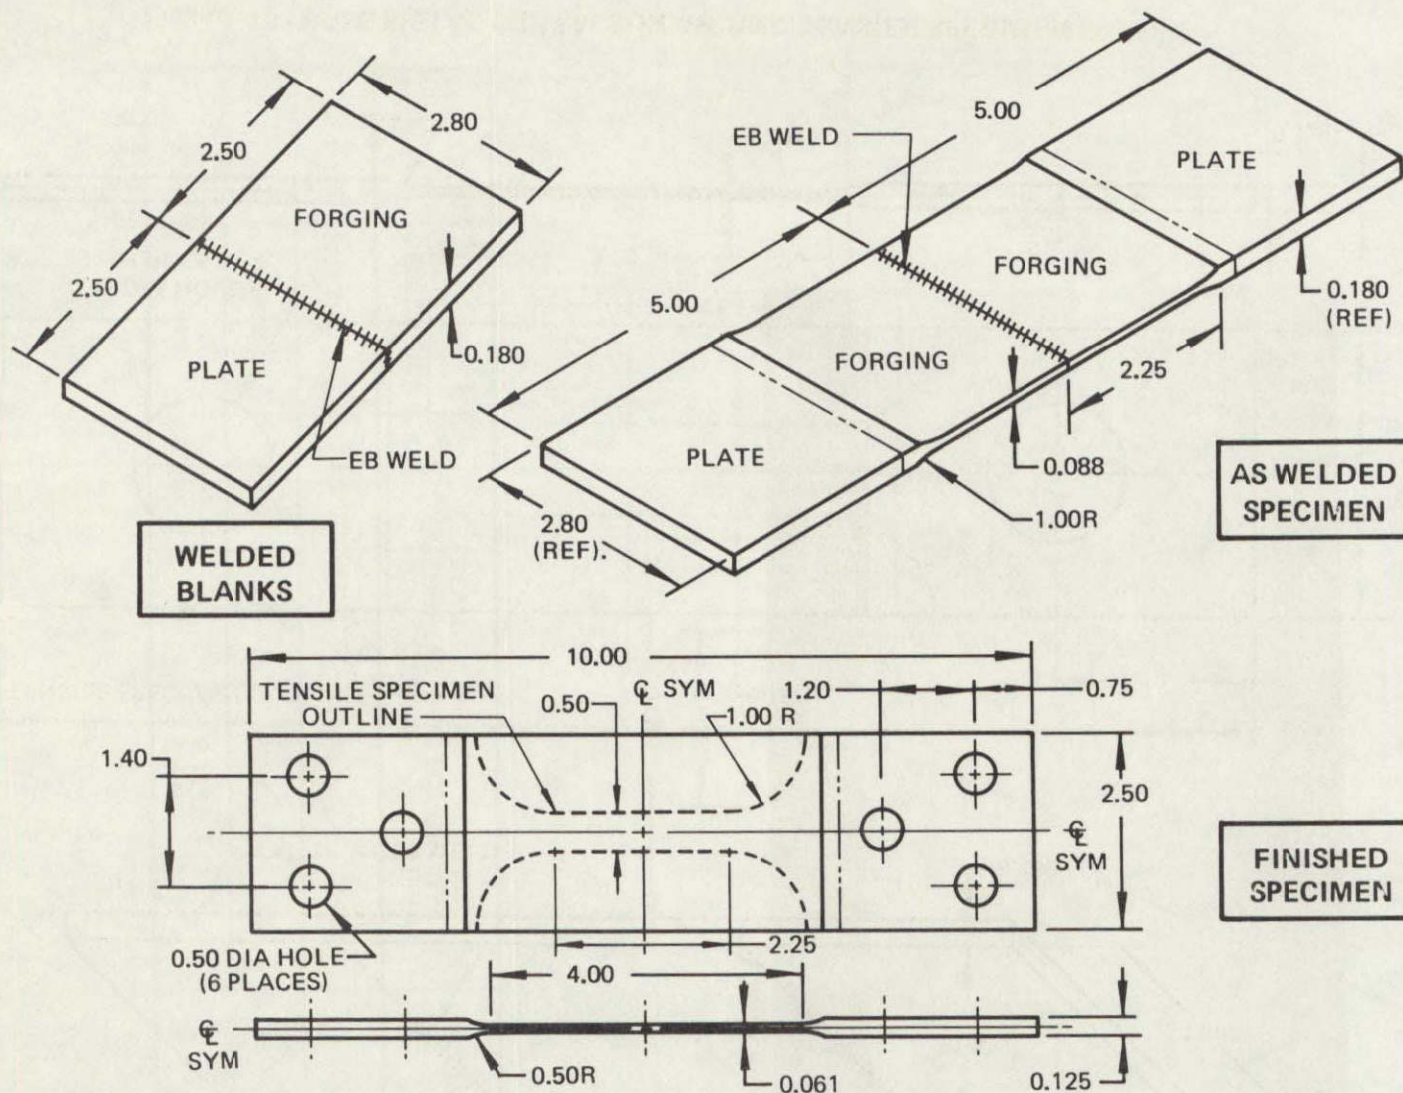 2.50
2.80
FORGING
2.50
PLATE
0.180
EB WELD
WELDED
BLANKS
5.00
EB WELD
PLATE
FORGING
5.00
0.180
(REF)
FORGING
2.25
PLATE
0.088
1.00R
2.80
(REF).
AS WELDED
SPECIMEN
10.00
TENSILE SPECIMEN
OUTLINE
0.50
℄ SYM
1.20
0.75
1.00 R
1.40
2.50
℄
SYM
0.50 DIA HOLE
(6 PLACES)
2.25
4.00
FINISHED
SPECIMEN
℄
SYM
0.50R
0.061
0.125